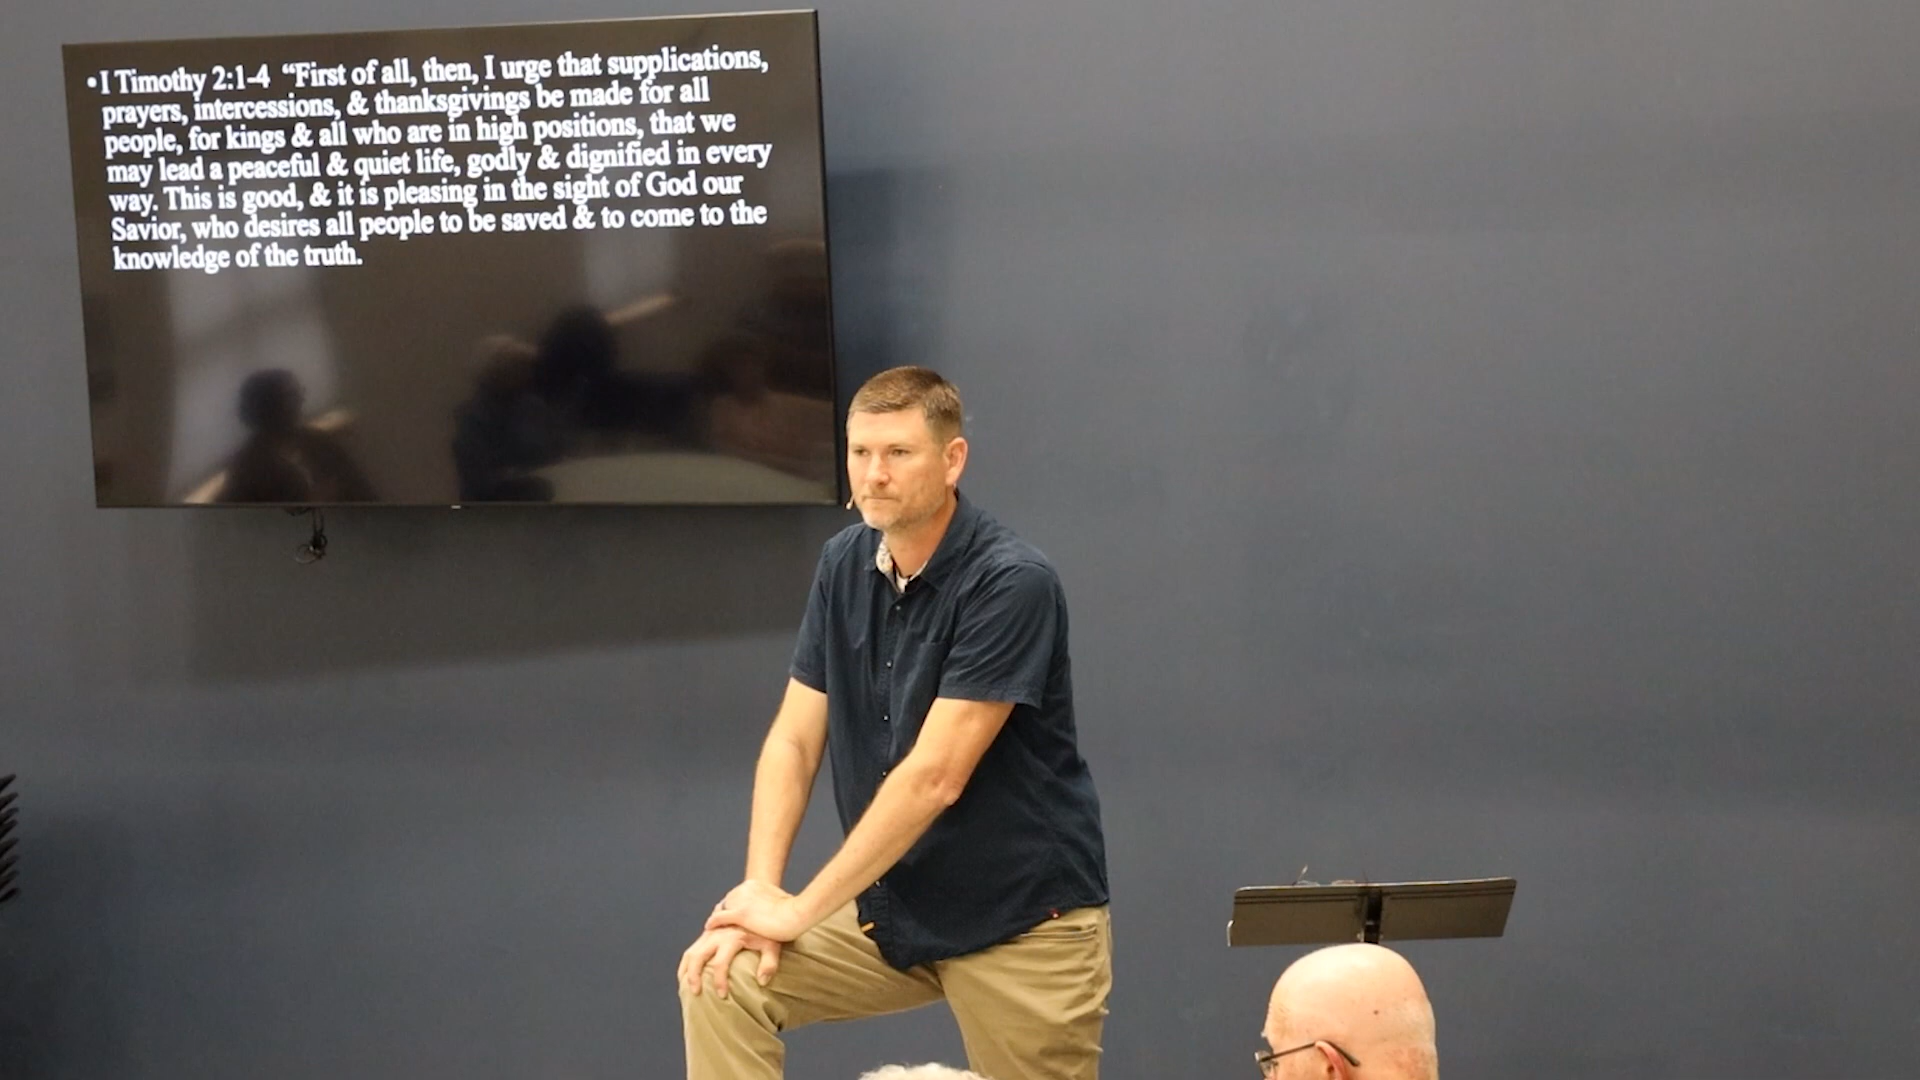 •I Timothy 2:1-4 “First of all, then, I urge that supplications,
prayers, intercessions, & thanksgivings be made for all
people, for kings & all who are in high positions, that we
may lead a peaceful & quiet life, godly & dignified in every
way. This is good, & it is pleasing in the sight of God our
Savior, who desires all people to be saved & to come to the
knowledge of the truth.